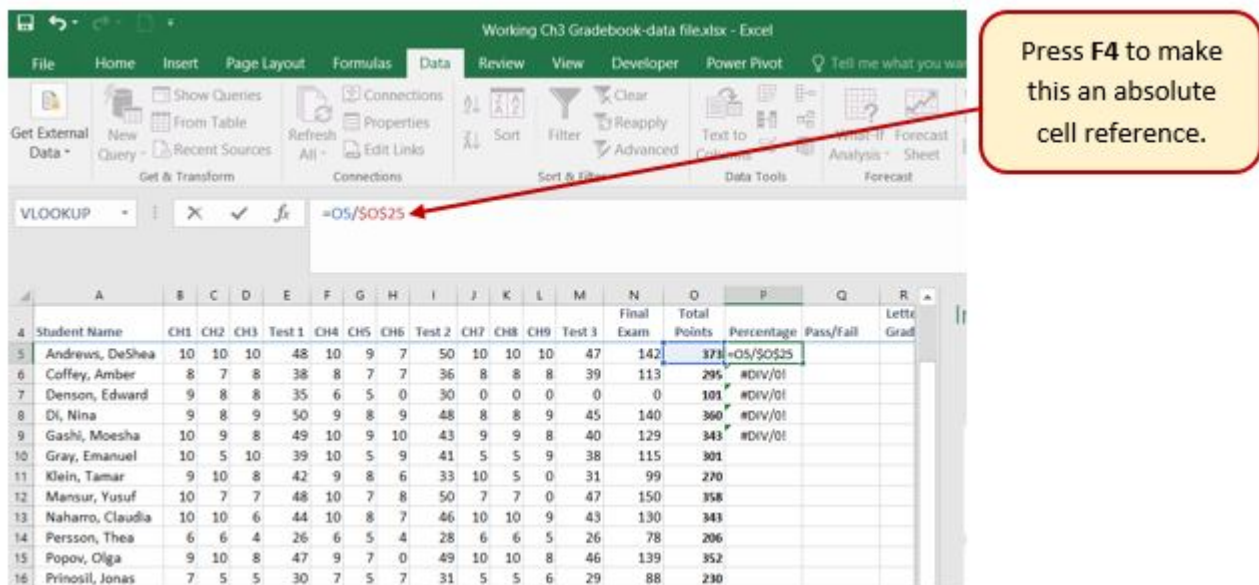 Working Ch3 Gradebook-data file.xlsx - Excel
File Home Insert Page Layout Formulas Data Review View Developer Power Pivot Tell me what you wa
Press F4 to make
this an absolute
cell reference.
Get External
Data
New
Query
Show Queries
From Table
Recent Sources
Get & Transform
Refresh
All
Connections
Properties
Edit Links
Connections
Sort
Filter
Clear
Reapply
Advanced
Sort & Filter
Text to
Columns
Data Tools
What-If
Analysis
Forecast
Sheet
Forecast
VLOOKUP fx =O5/$O$25
A B C D E F G H I J K L M N O P Q R
4 Student Name CH1 CH2 CH3 Test 1 CH4 CH5 CH6 Test 2 CH7 CH8 CH9 Test 3 Final Exam Total Points Percentage Pass/Fail Lette Grad
5 Andrews, DeShea 10 10 10 48 10 9 7 50 10 10 10 47 142 373 =O5/$O$25
6 Coffey, Amber 8 7 8 38 8 7 7 36 8 8 8 39 113 295 #DIV/0!
7 Denson, Edward 9 8 8 35 6 5 0 30 0 0 0 0 0 101 #DIV/0!
8 Di, Nina 9 8 9 50 9 8 9 48 8 8 9 45 140 360 #DIV/0!
9 Gashi, Moesha 10 9 8 49 10 9 10 43 9 9 8 40 129 343 #DIV/0!
10 Gray, Emanuel 10 5 10 39 10 5 9 41 5 5 9 38 115 301
11 Klein, Tamar 9 10 8 42 9 8 6 33 10 5 0 31 99 270
12 Mansur, Yusuf 10 7 7 48 10 7 8 50 7 7 0 47 150 358
13 Naharro, Claudia 10 10 6 44 10 8 7 46 10 10 9 43 130 343
14 Persson, Thea 6 6 4 26 6 5 4 28 6 6 5 26 78 206
15 Popov, Olga 9 10 8 47 9 7 0 49 10 10 8 46 139 352
16 Prinosil, Jonas 7 5 5 30 7 5 7 31 5 5 6 29 88 230